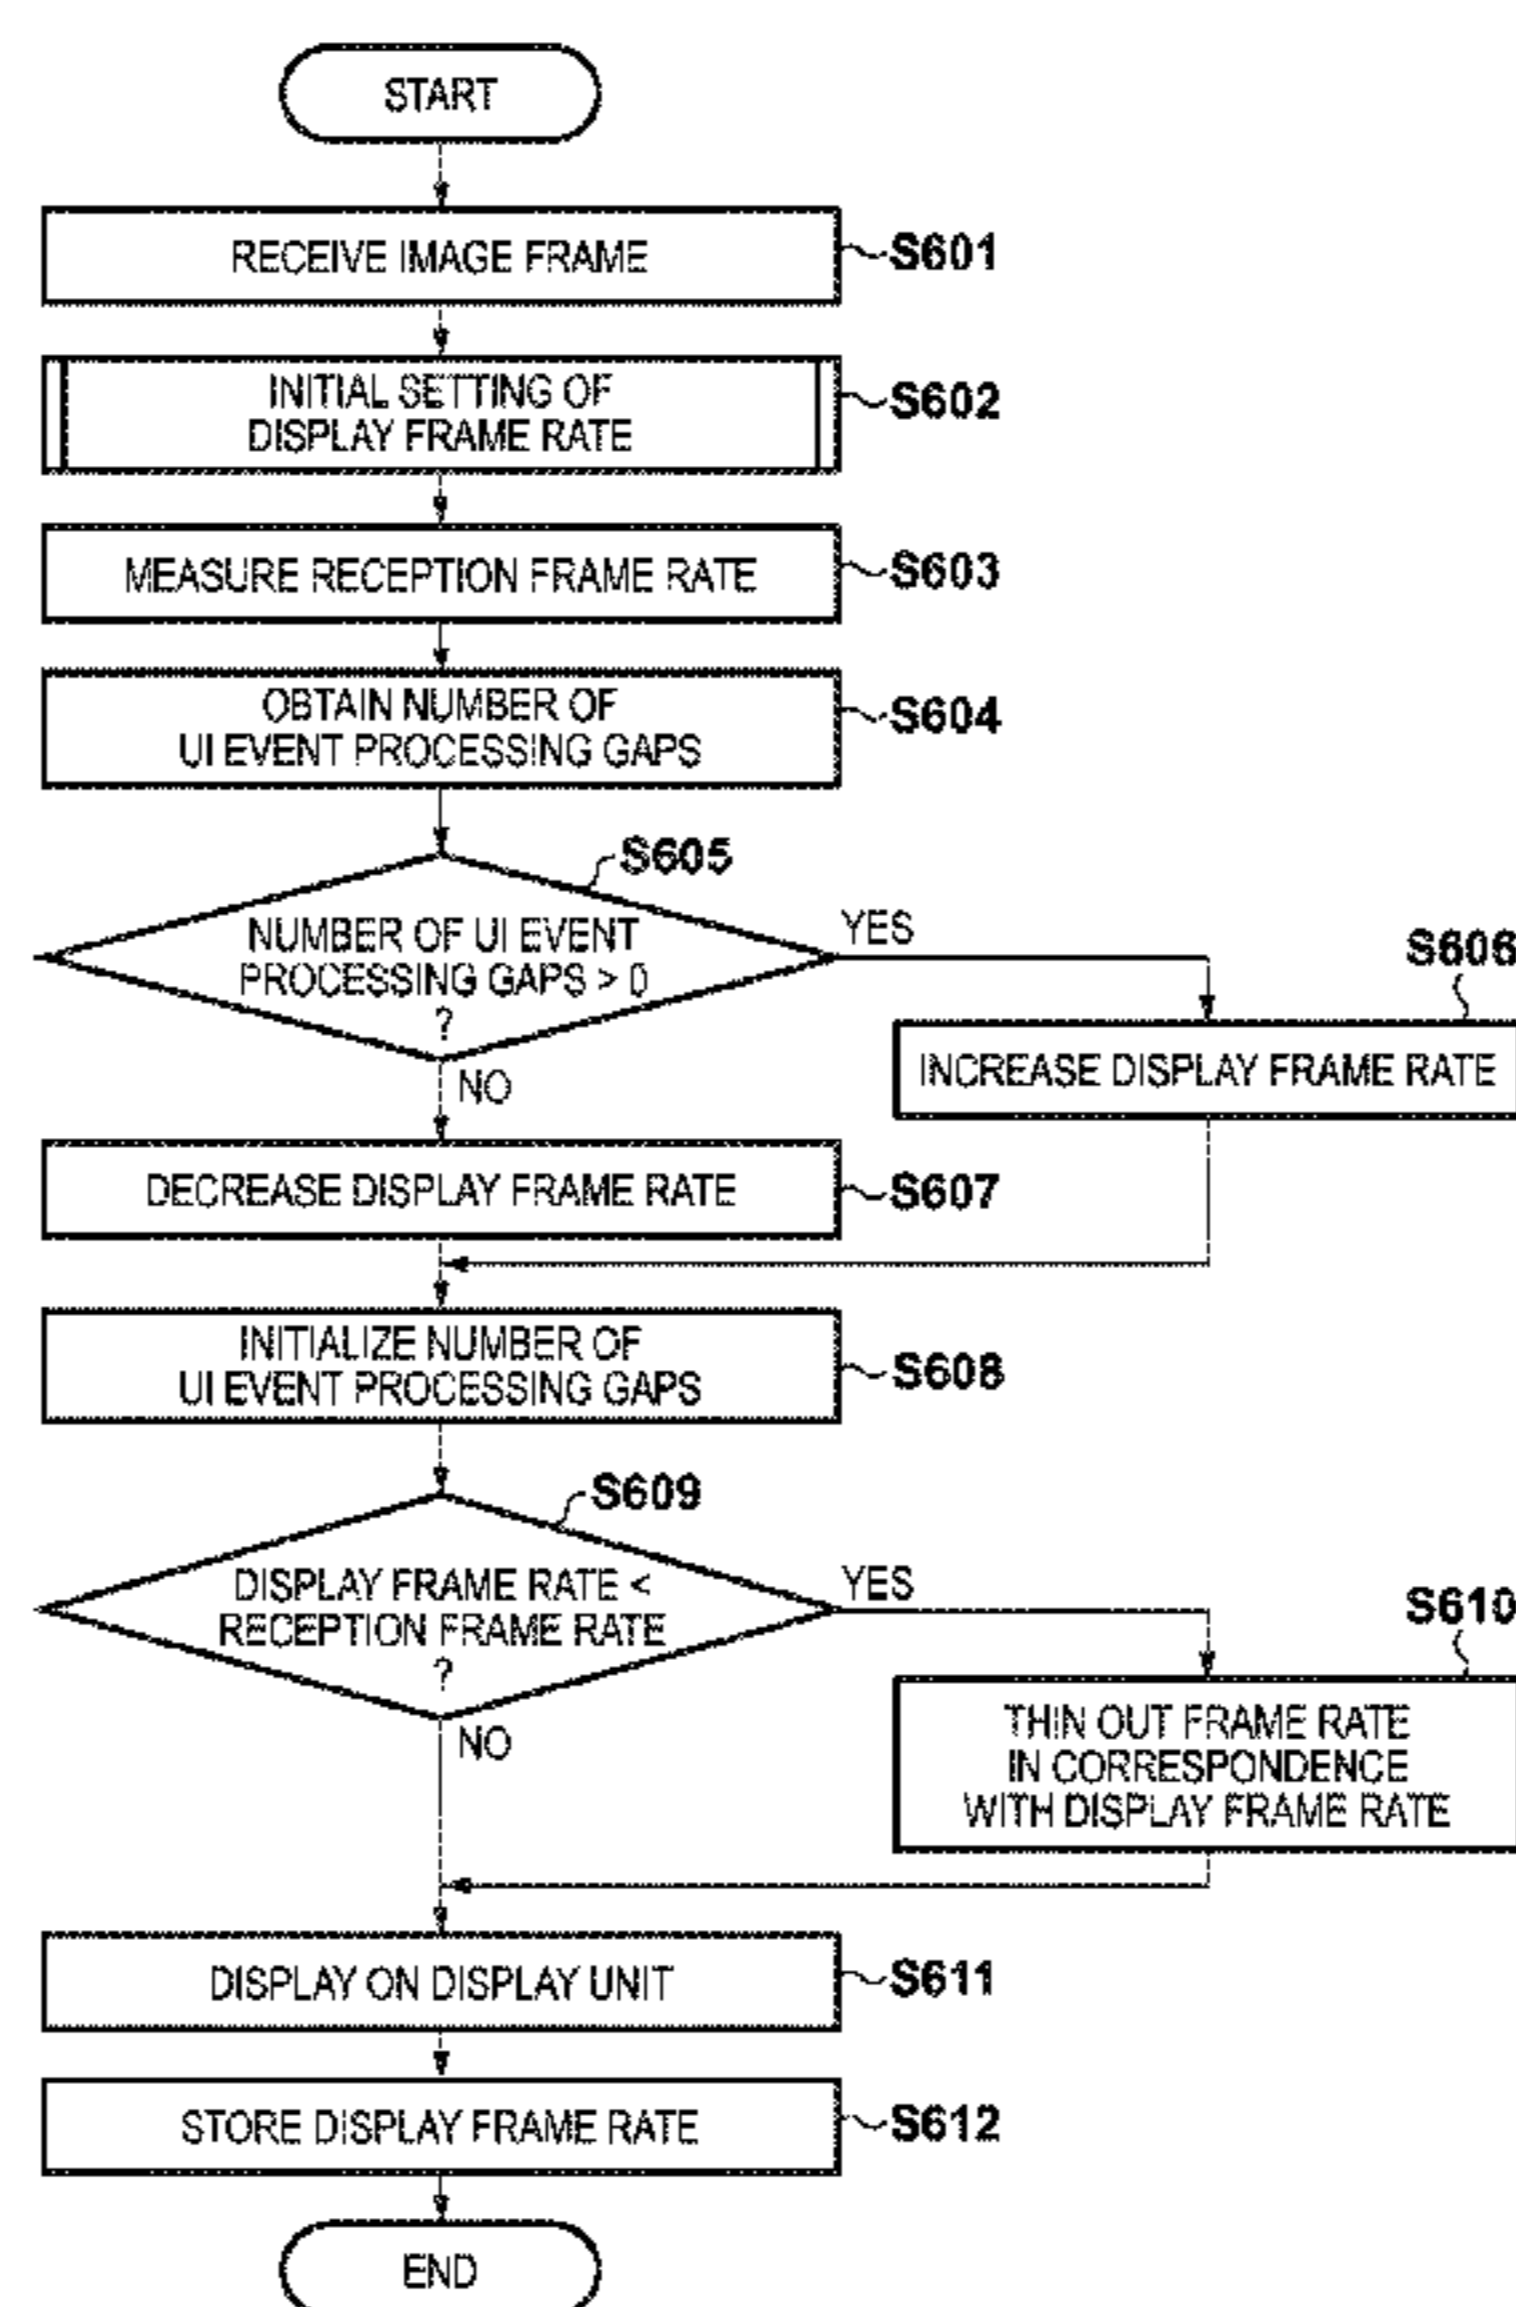 START
RECEIVE IMAGE FRAME
S601
INITIAL SETTING OF
DISPLAY FRAME RATE
S602
MEASURE RECEPTION FRAME RATE
S603
OBTAIN NUMBER OF
UI EVENT PROCESSING GAPS
S604
S605
NUMBER OF UI EVENT
PROCESSING GAPS > 0
?
YES
NO
S606
INCREASE DISPLAY FRAME RATE
DECREASE DISPLAY FRAME RATE
S607
INITIALIZE NUMBER OF
UI EVENT PROCESSING GAPS
S608
S609
DISPLAY FRAME RATE <
RECEPTION FRAME RATE
?
YES
NO
S610
THIN OUT FRAME RATE
IN CORRESPONDENCE
WITH DISPLAY FRAME RATE
DISPLAY ON DISPLAY UNIT
S611
STORE DISPLAY FRAME RATE
S612
END